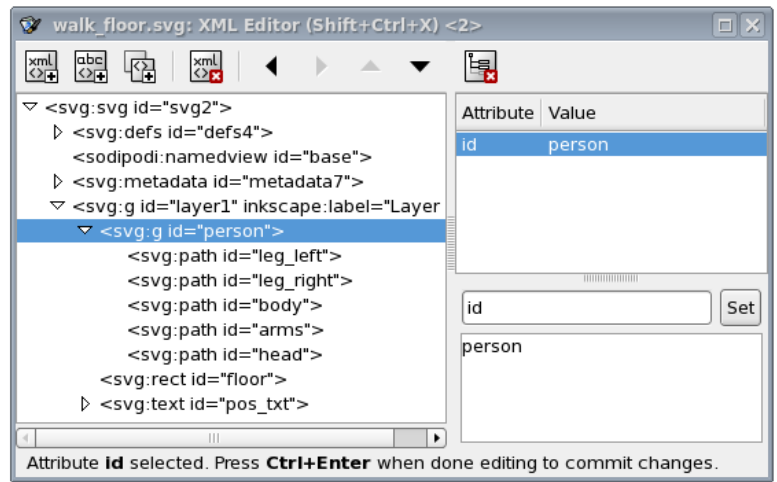 walk_floor.svg: XML Editor (Shift+Ctrl+X) <2>
xml
abc
xml
<svg:svg id="svg2">
<svg:defs id="defs4">
<sodipodi:namedview id="base">
<svg:metadata id="metadata7">
<svg:g id="layer1" inkscape:label="Layer
<svg:g id="person">
<svg:path id="leg_left">
<svg:path id="leg_right">
<svg:path id="body">
<svg:path id="arms">
<svg:path id="head">
<svg:rect id="floor">
<svg:text id="pos_txt">
Attribute Value
id person
id
Set
person
Attribute id selected. Press Ctrl+Enter when done editing to commit changes.